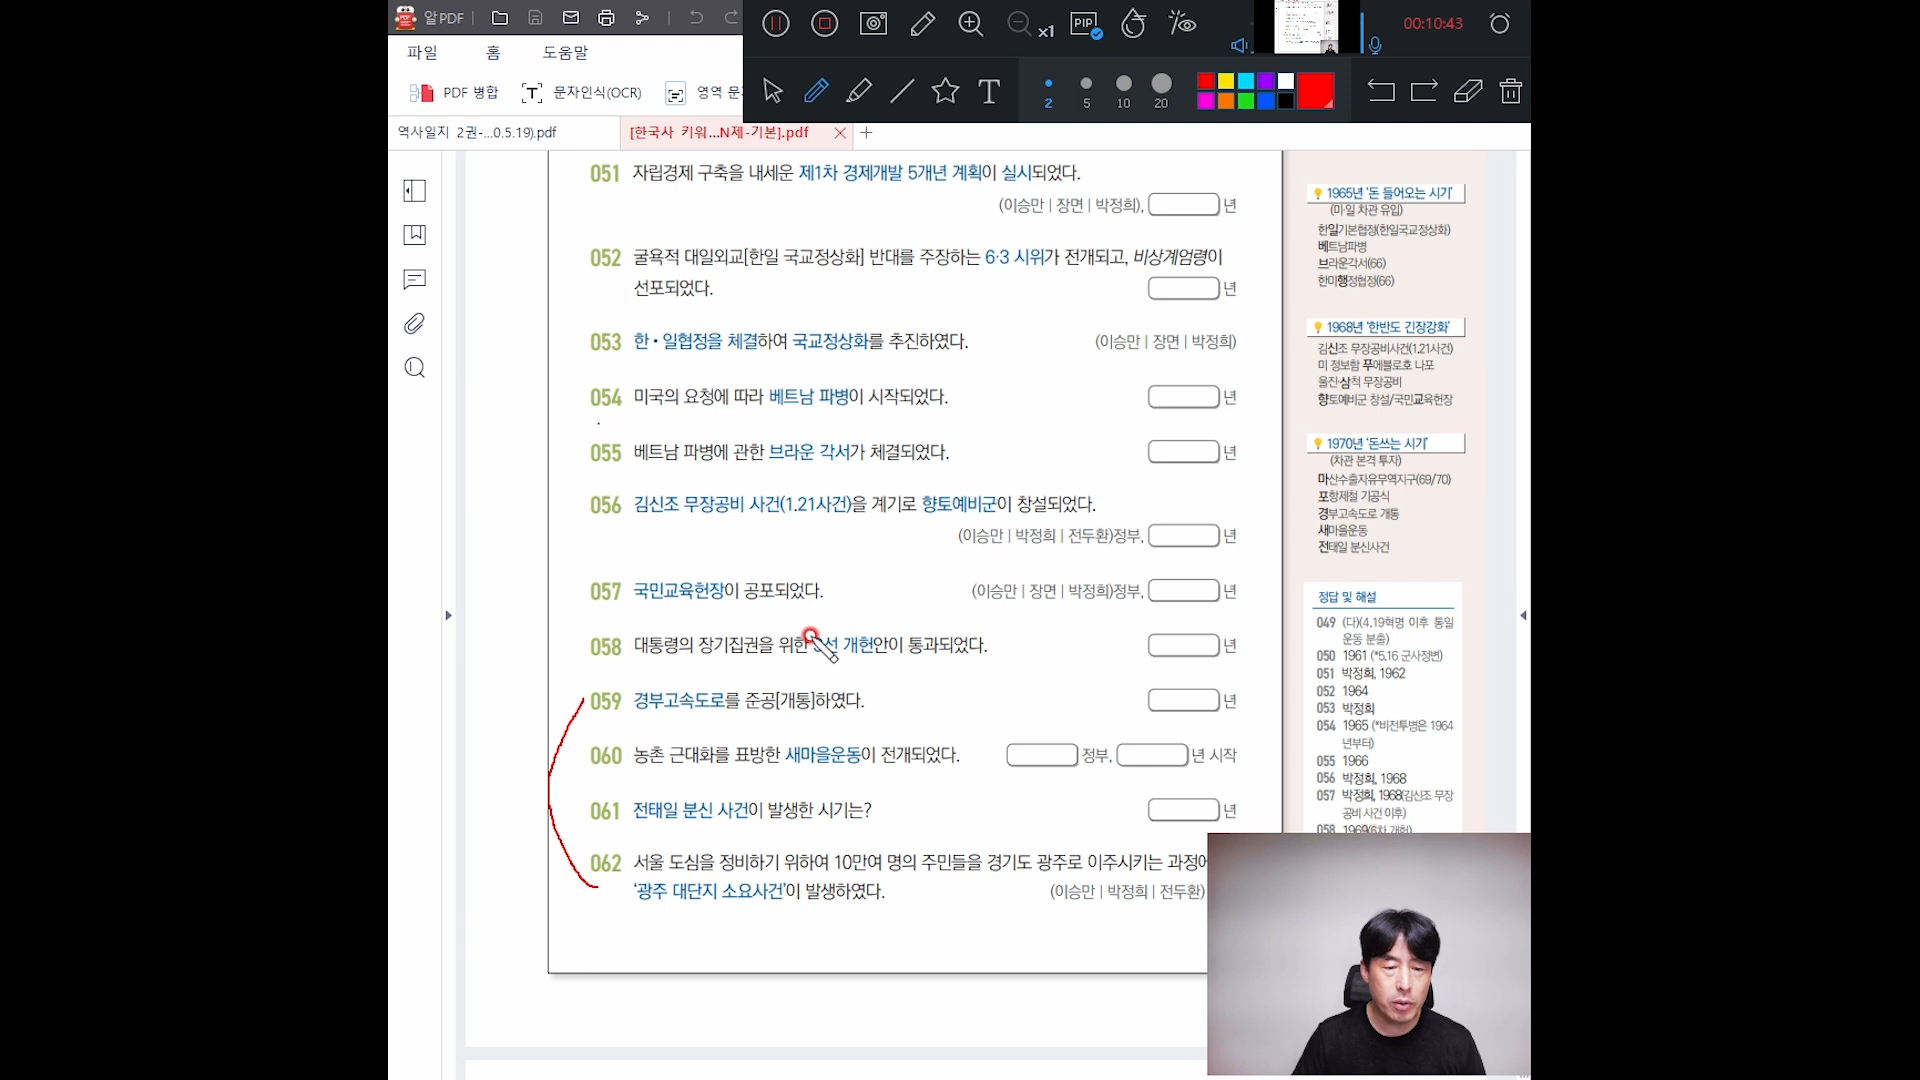 알PDF
x1
PIP
00:10:43
파일
홈
도움말
PDF 병합
문자인식(OCR)
영역
2
5
10
20
역사일지 2권-...0.5.19).pdf
[한국사 키워...N제-기본].pdf
051 자립경제 구축을 내세운 제1차 경제개발 5개년 계획이 실시되었다.
(이승만 | 장면 | 박정희), 년
052 굴욕적 대일외교[한일 국교정상화] 반대를 주장하는 6·3 시위가 전개되고, 비상계엄령이
선포되었다. 년
053 한·일협정을 체결하여 국교정상화를 추진하였다. (이승만 | 장면 | 박정희)
054 미국의 요청에 따라 베트남 파병이 시작되었다. 년
055 베트남 파병에 관한 브라운 각서가 체결되었다. 년
056 김신조 무장공비 사건(1.21사건)을 계기로 향토예비군이 창설되었다.
(이승만 | 박정희 | 전두환)정부, 년
057 국민교육헌장이 공포되었다. (이승만 | 장면 | 박정희)정부, 년
058 대통령의 장기집권을 위한 3선 개헌안이 통과되었다. 년
059 경부고속도로를 준공[개통]하였다. 년
060 농촌 근대화를 표방한 새마을운동이 전개되었다. 정부, 년 시작
061 전태일 분신 사건이 발생한 시기는? 년
062 서울 도심을 정비하기 위하여 10만여 명의 주민들을 경기도 광주로 이주시키는 과정에
'광주 대단지 소요사건'이 발생하였다. (이승만 | 박정희 | 전두환)
1965년 '돈 들어오는 시기'
(미·일 차관 유입)
한일기본협정(한일국교정상화)
베트남파병
브라운각서(66)
한미행정협정(66)
1968년 '한반도 긴장강화'
김신조 무장공비사건(1.21사건)
미 정보함 푸에블로호 나포
울진·삼척 무장공비
향토예비군 창설/국민교육헌장
1970년 '돈쓰는 시기'
(차관 본격 투자)
마산수출자유무역지구(69/70)
포항제철 기공식
경부고속도로 개통
새마을운동
전태일 분신사건
정답 및 해설
049 (다)(4.19혁명 이후 통일
운동 분출)
050 1961 (*5.16 군사정변)
051 박정희, 1962
052 1964
053 박정희
054 1965 (*비전투병은 1964
년부터)
055 1966
056 박정희, 1968
057 박정희, 1968(김신조 무장
공비 사건 이후)
058 1969(6차 개헌)